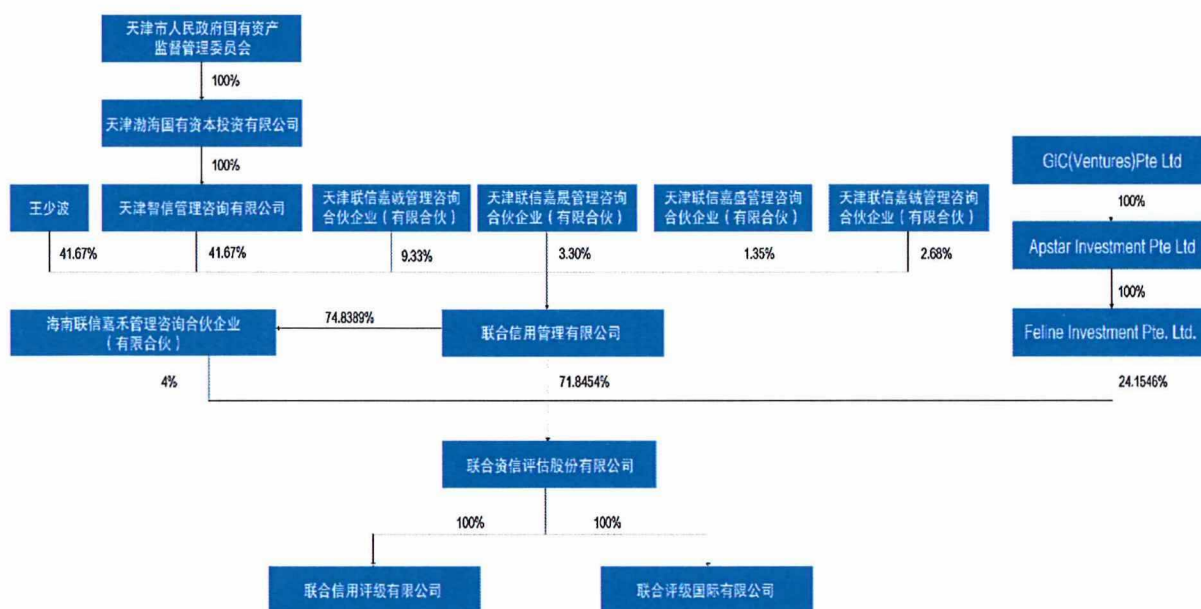 天津市人民政府国有资产
监督管理委员会
100%
天津渤海国有资本投资有限公司
100%
GIC(Ventures)Pte Ltd
100%
王少波
天津智信管理咨询有限公司
天津联信嘉诚管理咨询
合伙企业（有限合伙）
天津联信嘉晟管理咨询
合伙企业（有限合伙）
天津联信嘉盛管理咨询
合伙企业（有限合伙）
天津联信嘉铖管理咨询
合伙企业（有限合伙）
Apstar Investment Pte Ltd
41.67%
41.67%
9.33%
3.30%
1.35%
2.68%
100%
海南联信嘉禾管理咨询合伙企业
（有限合伙）
74.8389%
联合信用管理有限公司
Feline Investment Pte. Ltd.
4%
71.8454%
24.1546%
联合资信评估股份有限公司
100%
100%
联合信用评级有限公司
联合评级国际有限公司